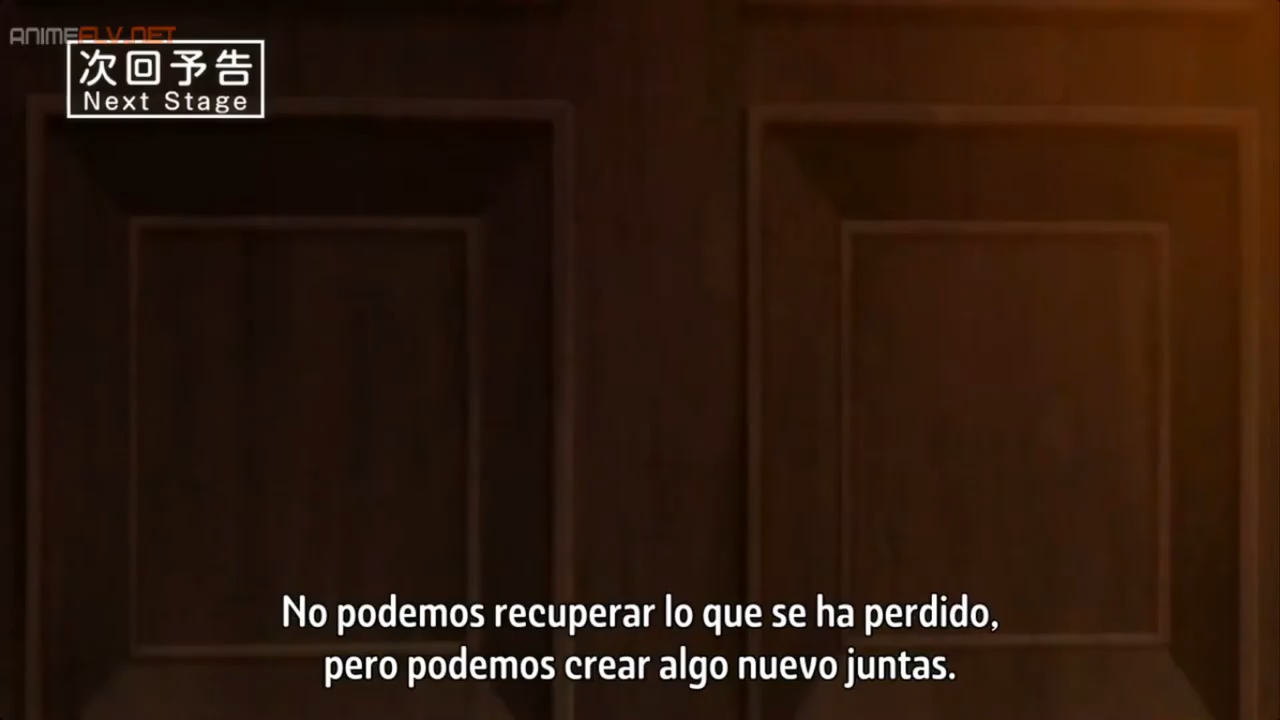 ANIMEFLV.NET
次回予告
Next Stage
No podemos recuperar lo que se ha perdido,
pero podemos crear algo nuevo juntas.